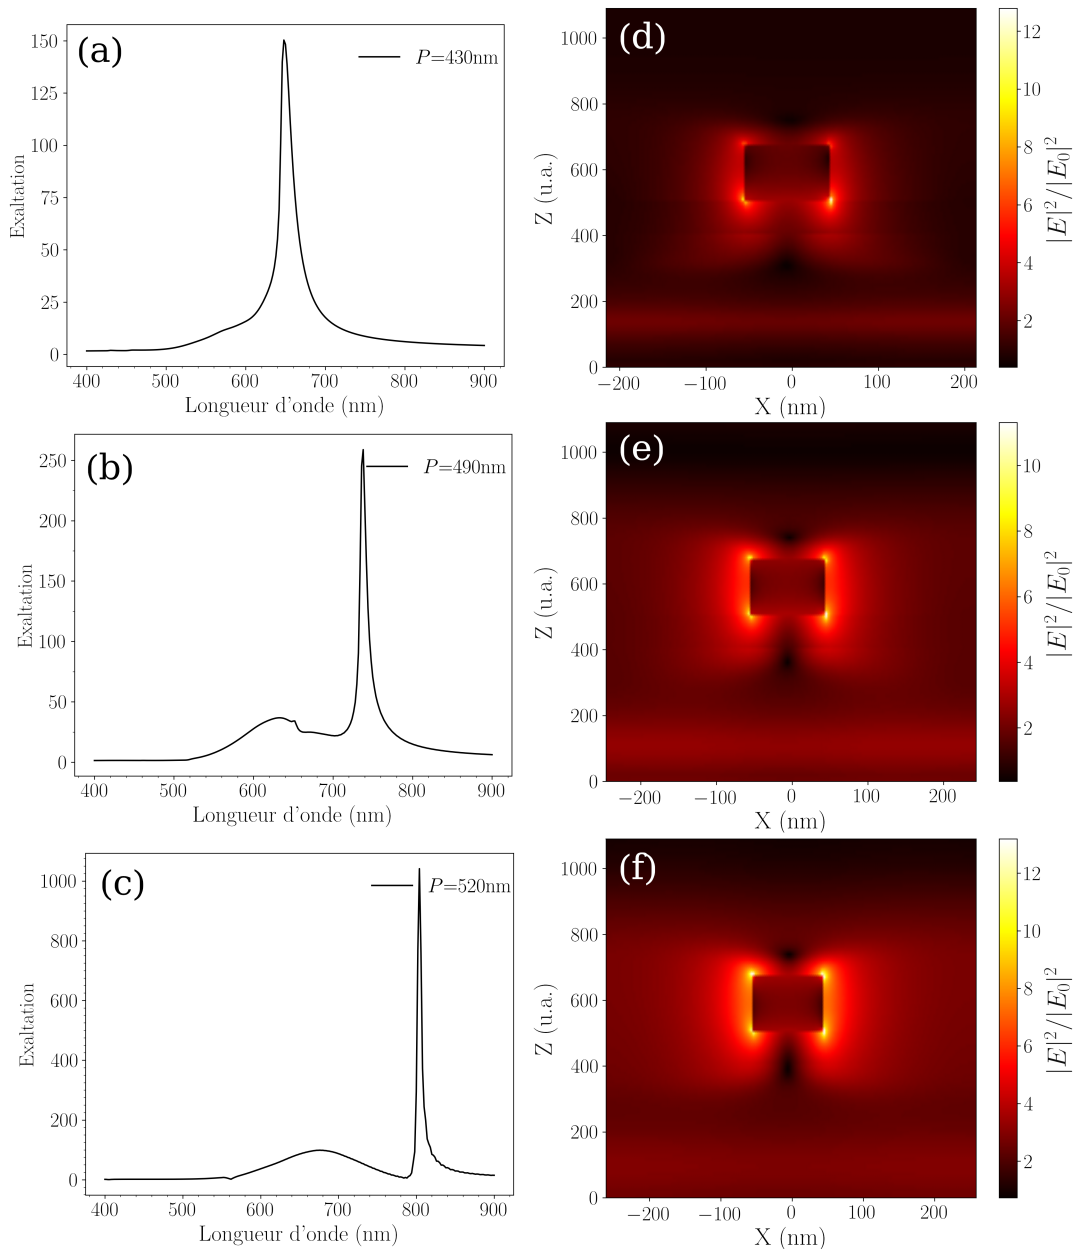 (a)
P=430nm
150
125
100
75
50
25
0
Exaltation
400 500 600 700 800 900
Longueur d'onde (nm)
(d)
1000
800
600
400
200
0
Z (u.a.)
−200 −100 0 100 200
X (nm)
12
10
8
6
4
2
|E|²/|E₀|²
(b)
P=490nm
250
200
150
100
50
0
Exaltation
400 500 600 700 800 900
Longueur d'onde (nm)
(e)
1000
800
600
400
200
0
Z (u.a.)
−200 −100 0 100 200
X (nm)
10
8
6
4
2
|E|²/|E₀|²
(c)
P=520nm
1000
800
600
400
200
0
Exaltation
400 500 600 700 800 900
Longueur d'onde (nm)
(f)
1000
800
600
400
200
0
Z (u.a.)
−200 −100 0 100 200
X (nm)
12
10
8
6
4
2
|E|²/|E₀|²